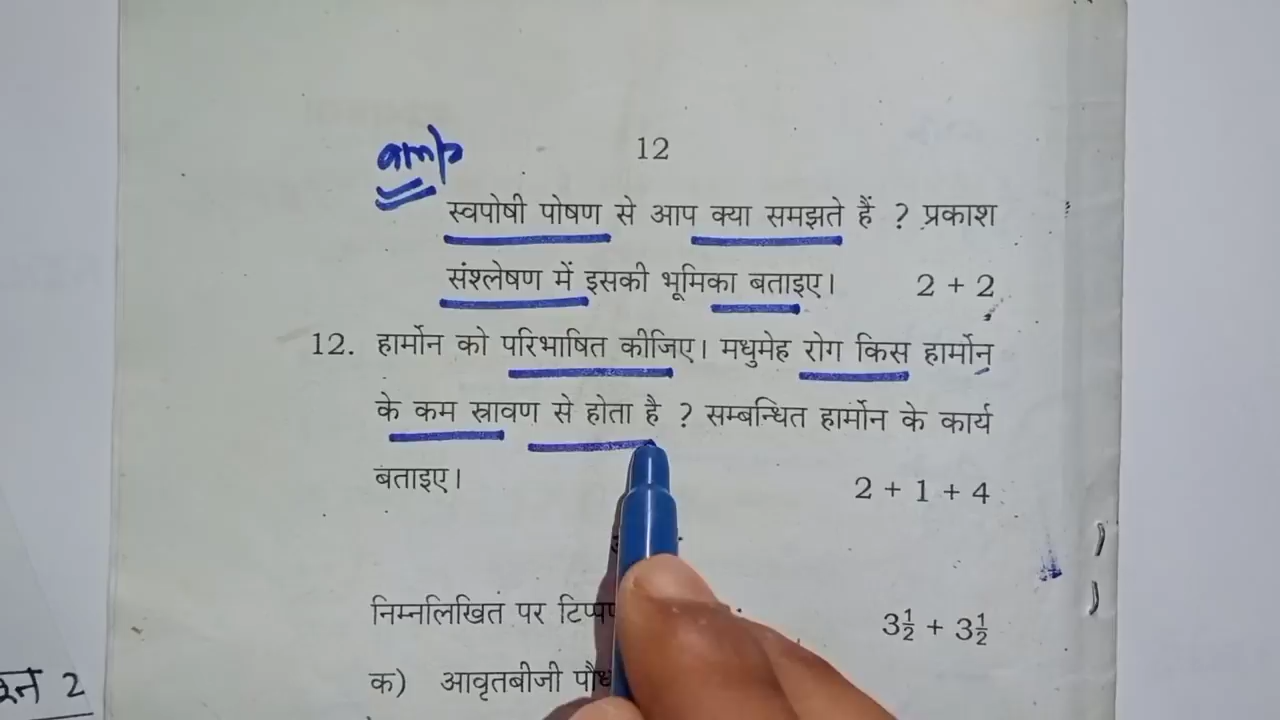 12
स्वपोषी पोषण से आप क्या समझते हैं ? प्रकाश
संश्लेषण में इसकी भूमिका बताइए। 2 + 2
12. हार्मोन को परिभाषित कीजिए। मधुमेह रोग किस हार्मोन
के कम स्रावण से होता है ? सम्बन्धित हार्मोन के कार्य
बताइए। 2 + 1 + 4
निम्नलिखित पर 3½ + 3½
क) आवृतबीजी
2